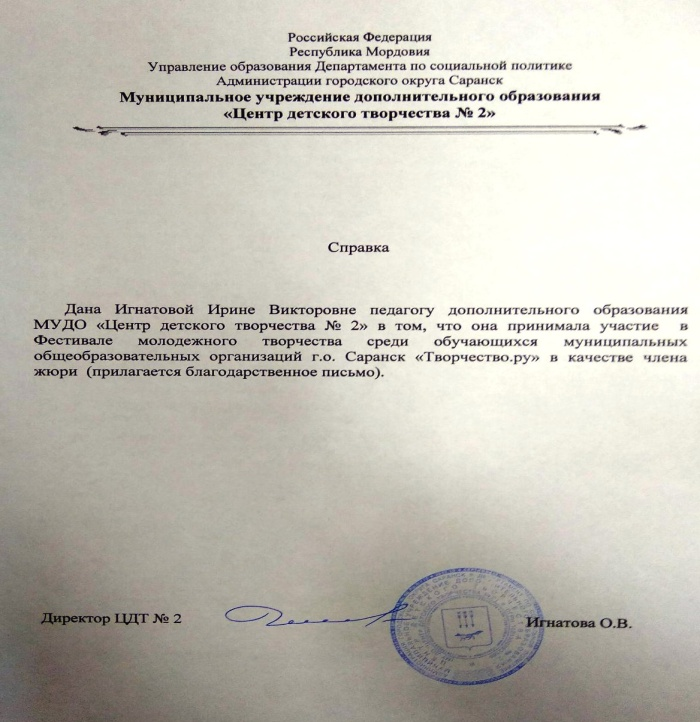 Российская Федерация
Республика Мордовия
Управление образования Департамента по социальной политике
Администрации городского округа Саранск
Муниципальное учреждение дополнительного образования
«Центр детского творчества № 2»
Справка
Дана Игнатовой Ирине Викторовне педагогу дополнительного образования
МУДО «Центр детского творчества № 2» в том, что она принимала участие в
Фестивале молодежного творчества среди обучающихся муниципальных
общеобразовательных организаций г.о. Саранск «Творчество.ру» в качестве члена
жюри (прилагается благодарственное письмо).
Директор ЦДТ № 2
Игнатова О.В.